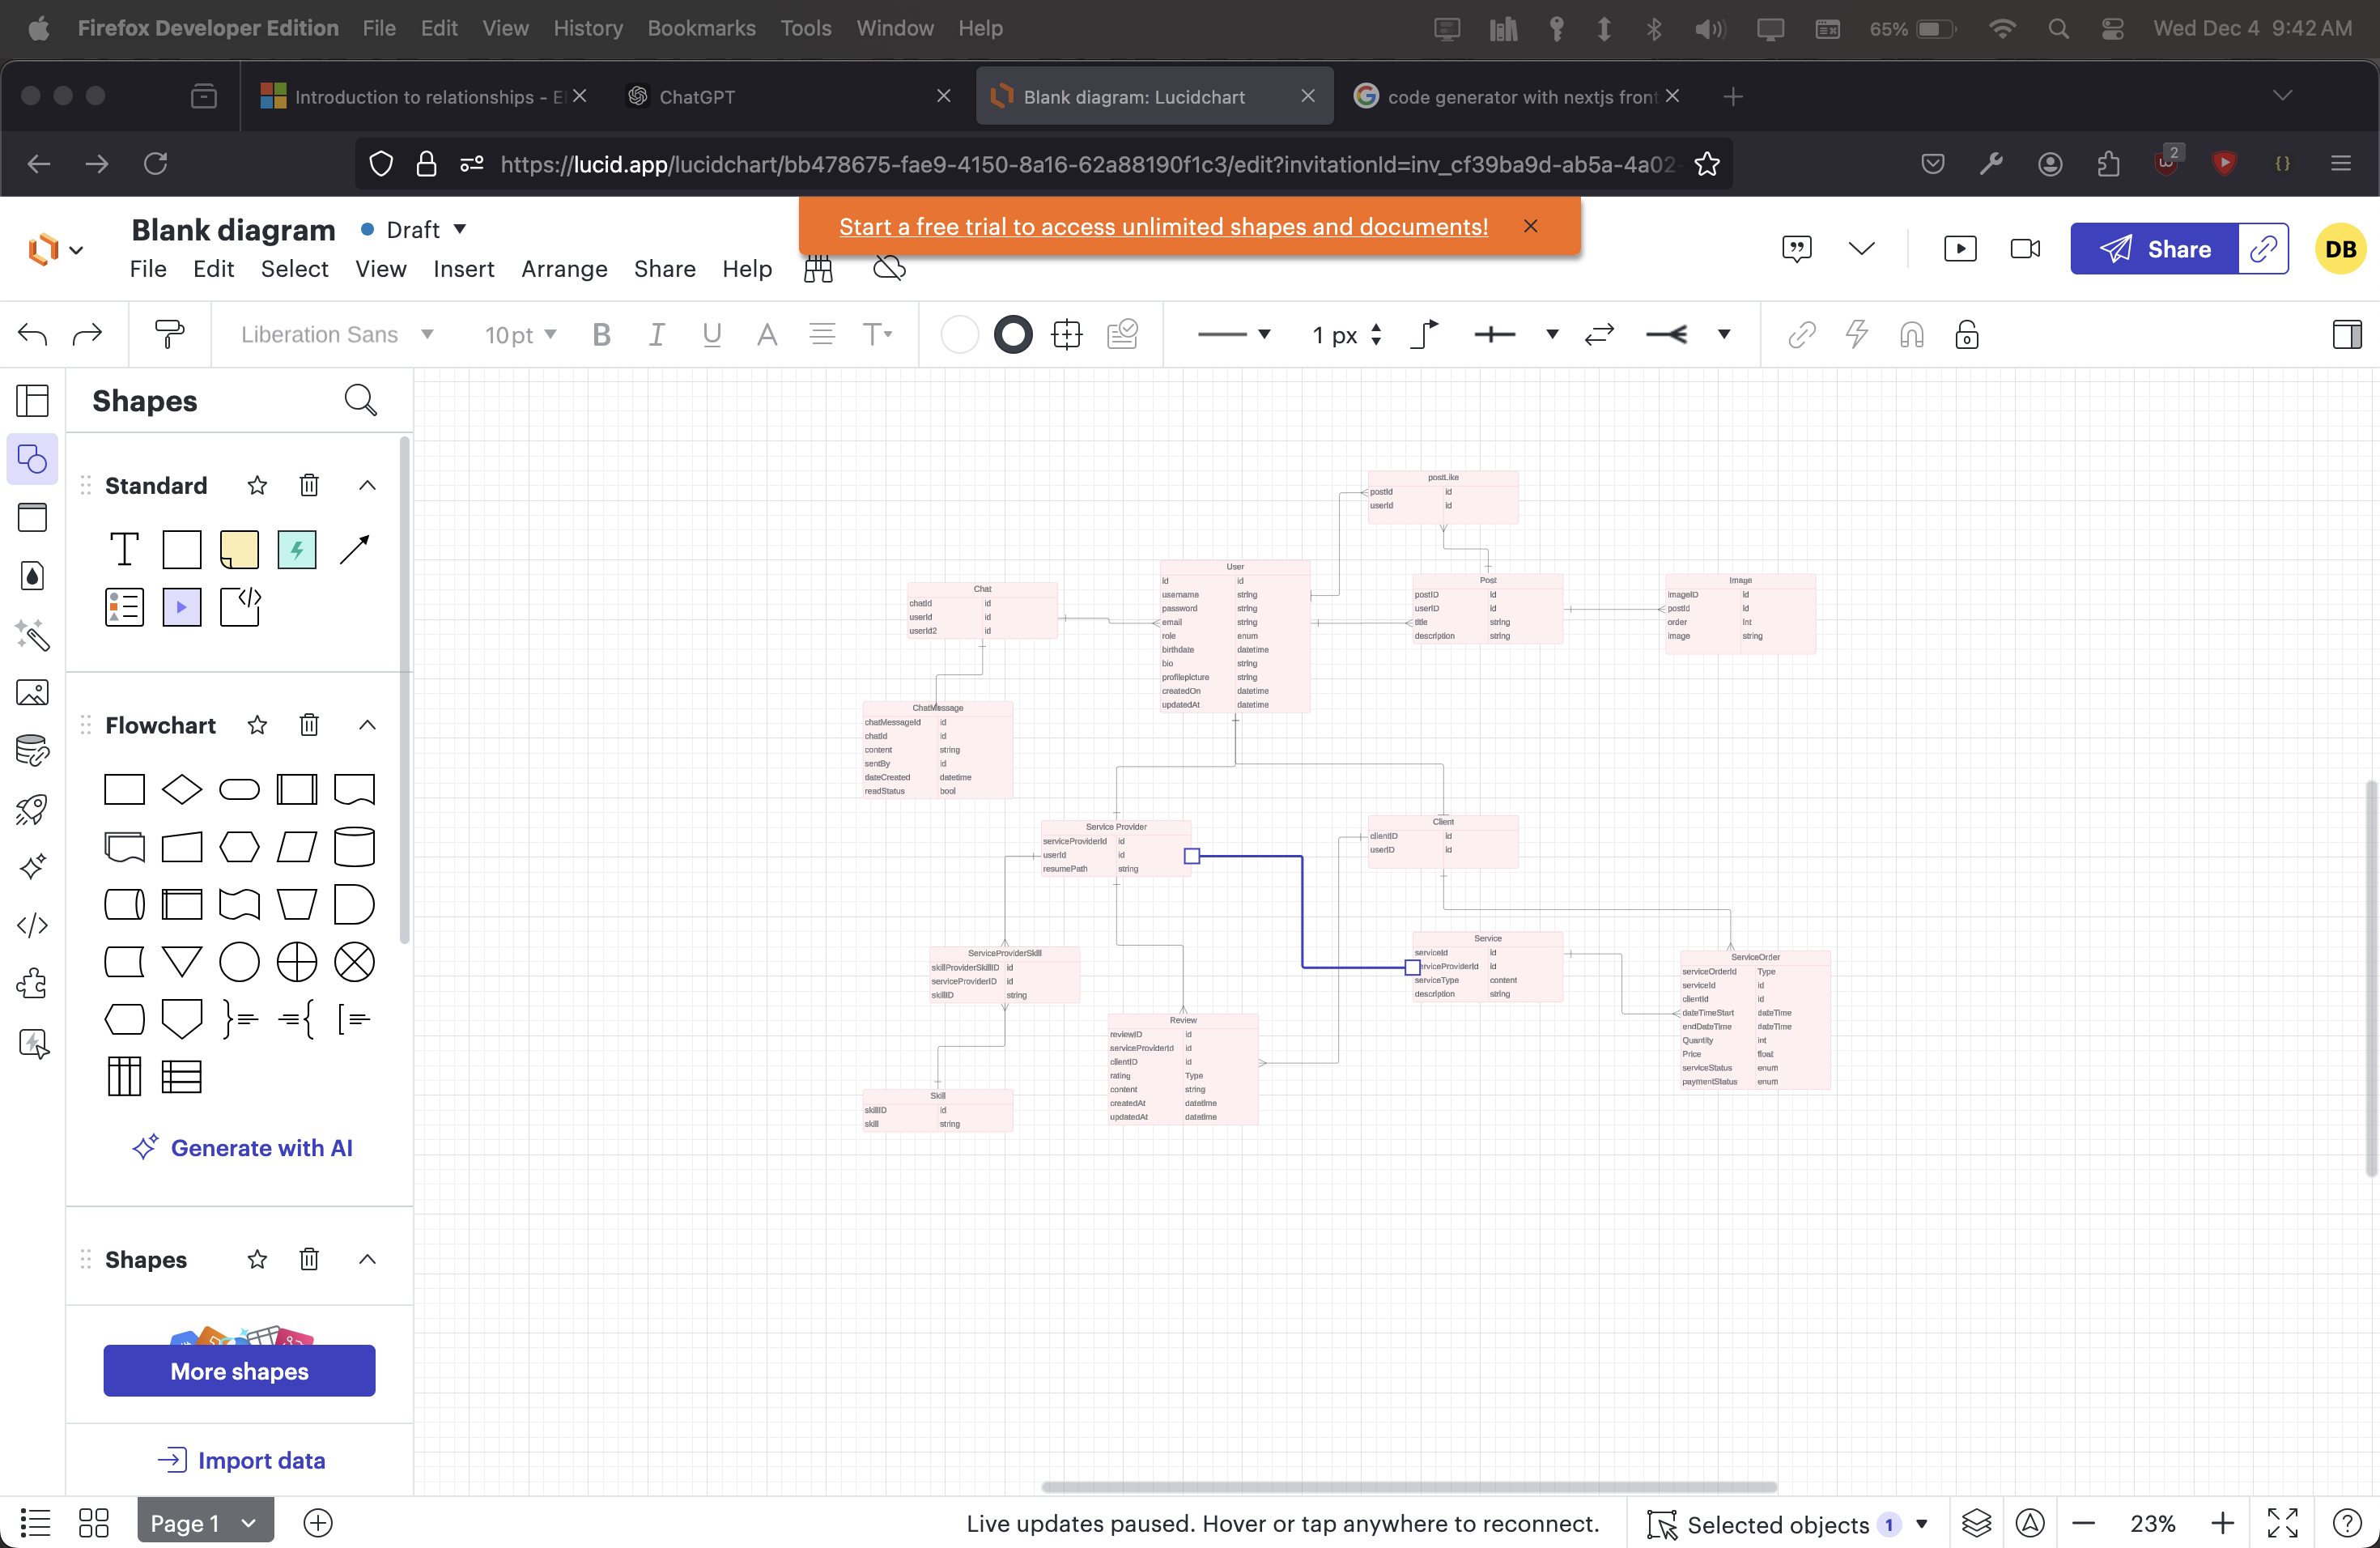 Firefox Developer Edition File Edit View History Bookmarks Tools Window Help 65% Wed Dec 4 9:42 AM
Introduction to relationships - E
ChatGPT
Blank diagram: Lucidchart
code generator with nextjs front
https://lucid.app/lucidchart/bb478675-fae9-4150-8a16-62a88190f1c3/edit?invitationId=inv_cf39ba9d-ab5a-4a02-
2
Start a free trial to access unlimited shapes and documents!
Blank diagram Draft
File Edit Select View Insert Arrange Share Help
Share
DB
Liberation Sans 10pt B I U A T 1 px
Shapes
Standard
T
Flowchart
Generate with AI
Shapes
More shapes
Import data
postLike
postId id
userId id
User
id id
username string
password string
email string
role enum
birthdate datetime
bio string
profilepicture string
createdOn datetime
updatedAt datetime
Chat
chatId id
userId id
userId2 id
Post
postID id
userID id
title string
description string
Image
imageID id
postId id
order int
image string
ChatMessage
chatMessageId id
chatId id
content string
sentBy id
dateCreated datetime
readStatus bool
Service Provider
serviceProviderId id
userId id
resumePath string
Client
clientID id
userID id
ServiceProviderSkill
skillProviderSkillID id
serviceProviderID id
skillID string
Service
serviceId id
rviceProviderId id
serviceType content
description string
ServiceOrder
serviceOrderId Type
serviceId id
clientId id
dateTimeStart dateTime
endDateTime dateTime
Quantity int
Price float
serviceStatus enum
paymentStatus enum
Review
reviewID id
serviceProviderId id
clientID id
rating Type
content string
createdAt datetime
updatedAt datetime
Skill
skillID id
skill string
Page 1
Live updates paused. Hover or tap anywhere to reconnect.
Selected objects 1
23%